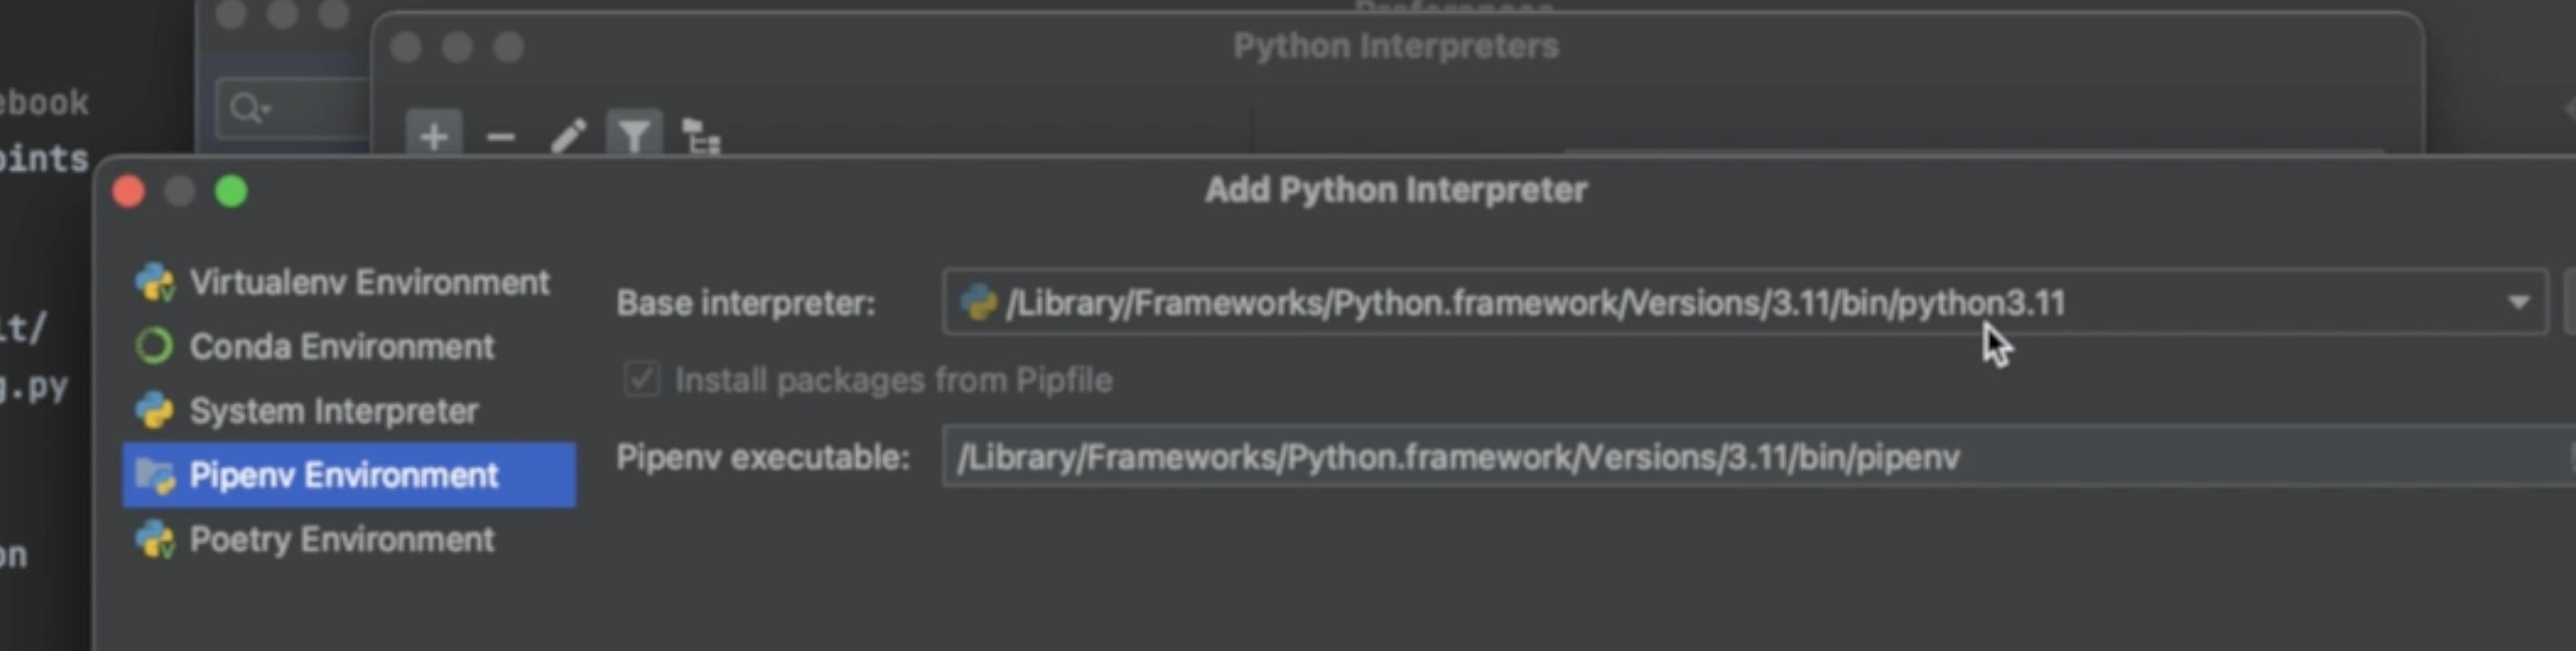 Preferences
Python Interpreters
ebook
oints
Add Python Interpreter
Virtualenv Environment
Base interpreter: /Library/Frameworks/Python.framework/Versions/3.11/bin/python3.11
it/
Conda Environment
Install packages from Pipfile
g.py
System Interpreter
Pipenv Environment
Pipenv executable: /Library/Frameworks/Python.framework/Versions/3.11/bin/pipenv
Poetry Environment
on